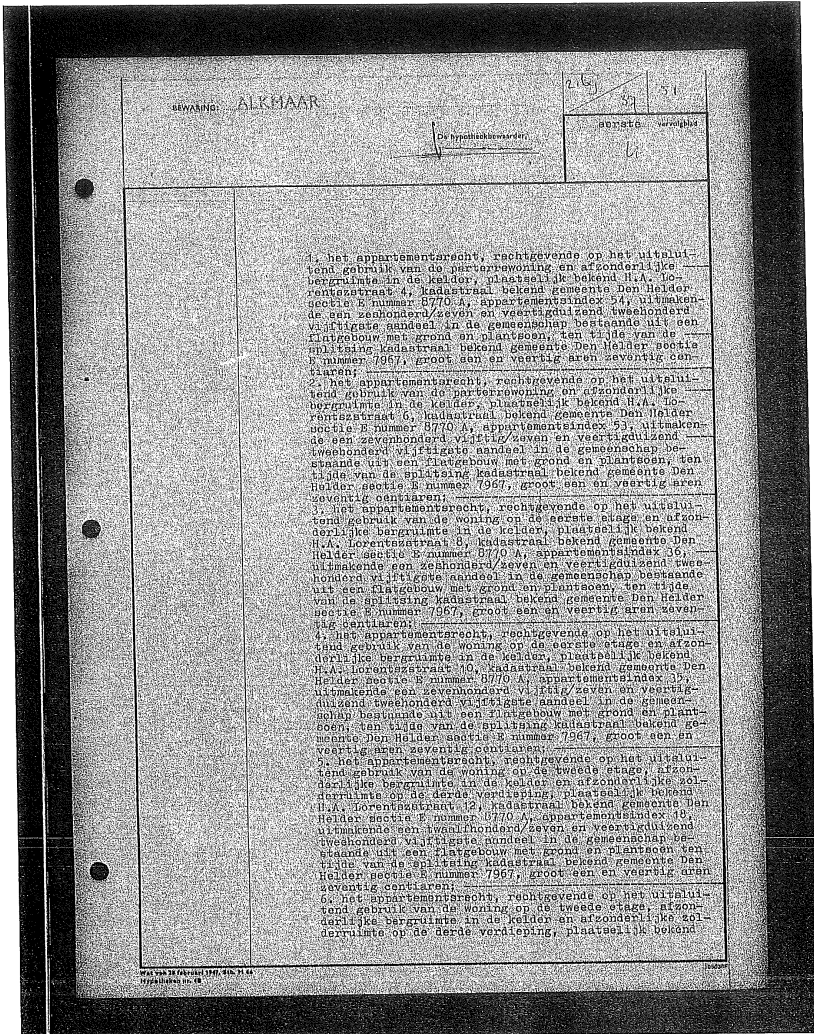 BEWARING: ALKMAAR
51
De hypotheekbewaarder,
eerste vervolgblad
1. het appartementsrecht, rechtgevende op het uitslui-
tend gebruik van de parterrewoning en afzonderlijke
bergruimte in de kelder, plaatselijk bekend H.A. Lo-
rentszstraat 4, kadastraal bekend gemeente Den Helder
sectie E nummer 8770 A, appartementsindex 54, uitmaken-
de een zeshonderd/zeven en veertigduizend tweehonderd
vijftigste aandeel in de gemeenschap bestaande uit een
flatgebouw met grond en plantsoen, ten tijde van de
splitsing kadastraal bekend gemeente Den Helder sectie
E nummer 7967, groot een en veertig aren zeventig cen-
tiaren;
2. het appartementsrecht, rechtgevende op het uitslui-
tend gebruik van de parterrewoning en afzonderlijke
bergruimte in de kelder, plaatselijk bekend H.A. Lo-
rentszstraat 6, kadastraal bekend gemeente Den Helder
sectie E nummer 8770 A, appartementsindex 53, uitmaken-
de een zevenhonderd vijftig/zeven en veertigduizend
tweehonderd vijftigste aandeel in de gemeenschap be-
staande uit een flatgebouw met grond en plantsoen, ten
tijde van de splitsing kadastraal bekend gemeente Den
Helder sectie E nummer 7967, groot een en veertig aren
zeventig centiaren;
3. het appartementsrecht, rechtgevende op het uitslui-
tend gebruik van de woning op de eerste etage en afzon-
derlijke bergruimte in de kelder, plaatselijk bekend
H.A. Lorentszstraat 8, kadastraal bekend gemeente Den
Helder sectie E nummer 8770 A, appartementsindex 36,
uitmakende een zeshonderd/zeven en veertigduizend twee-
honderd vijftigste aandeel in de gemeenschap bestaande
uit een flatgebouw met grond en plantsoen, ten tijde
van de splitsing kadastraal bekend gemeente Den Helder
sectie E nummer 7967, groot een en veertig aren zeven-
tig centiaren;
4. het appartementsrecht, rechtgevende op het uitslui-
tend gebruik van de woning op de eerste etage en afzon-
derlijke bergruimte in de kelder, plaatselijk bekend
H.A. Lorentszstraat 10, kadastraal bekend gemeente Den
Helder sectie E nummer 8770 A, appartementsindex 35,
uitmakende een zevenhonderd vijftig/zeven en veertig-
duizend tweehonderd vijftigste aandeel in de gemeen-
schap bestaande uit een flatgebouw met grond en plant-
soen, ten tijde van de splitsing kadastraal bekend ge-
meente Den Helder sectie E nummer 7967, groot een en
veertig aren zeventig centiaren;
5. het appartementsrecht, rechtgevende op het uitslui-
tend gebruik van de woning op de tweede etage, afzon-
derlijke bergruimte in de kelder en afzonderlijke zol-
derruimte op de derde verdieping, plaatselijk bekend
H.A. Lorentszstraat 12, kadastraal bekend gemeente Den
Helder sectie E nummer 8770 A, appartementsindex 18,
uitmakende een twaalfhonderd/zeven en veertigduizend
tweehonderd vijftigste aandeel in de gemeenschap be-
staande uit een flatgebouw met grond en plantsoen ten
tijde van de splitsing kadastraal bekend gemeente Den
Helder sectie E nummer 7967, groot een en veertig aren
zeventig centiaren;
6. het appartementsrecht, rechtgevende op het uitslui-
tend gebruik van de woning op de tweede etage, afzon-
derlijke bergruimte in de kelder en afzonderlijke zol-
derruimte op de derde verdieping, plaatselijk bekend
Wet van 28 februari 1947, Stb. H 66
Hypotheken nr. 4B